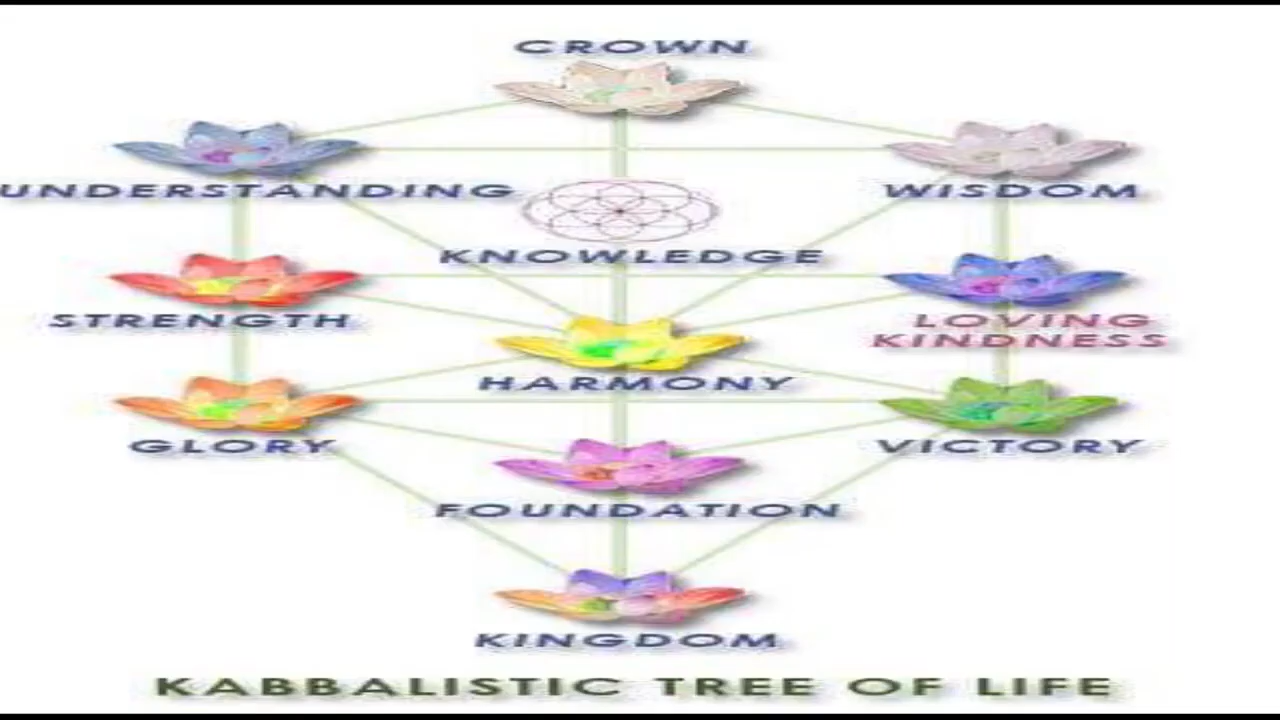 CROWN
UNDERSTANDING
WISDOM
KNOWLEDGE
STRENGTH
LOVING
KINDNESS
HARMONY
GLORY
VICTORY
FOUNDATION
KINGDOM
KABBALISTIC TREE OF LIFE